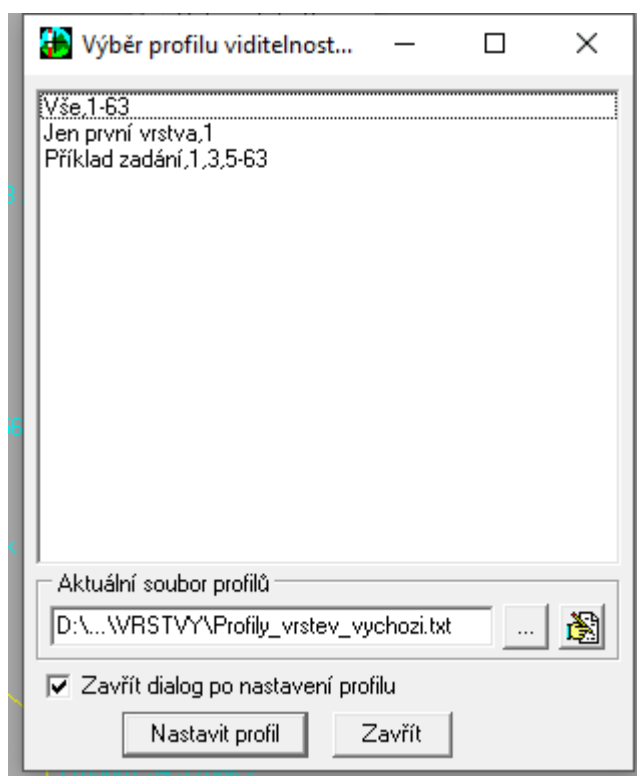 Výběr profilu viditelnost...
Vše,1-63
Jen první vrstva,1
Příklad zadání,1,3,5-63
Aktuální soubor profilů
D:\...\VRSTVY\Profily_vrstev_vychozi.txt
...
Zavřít dialog po nastavení profilu
Nastavit profil
Zavřít